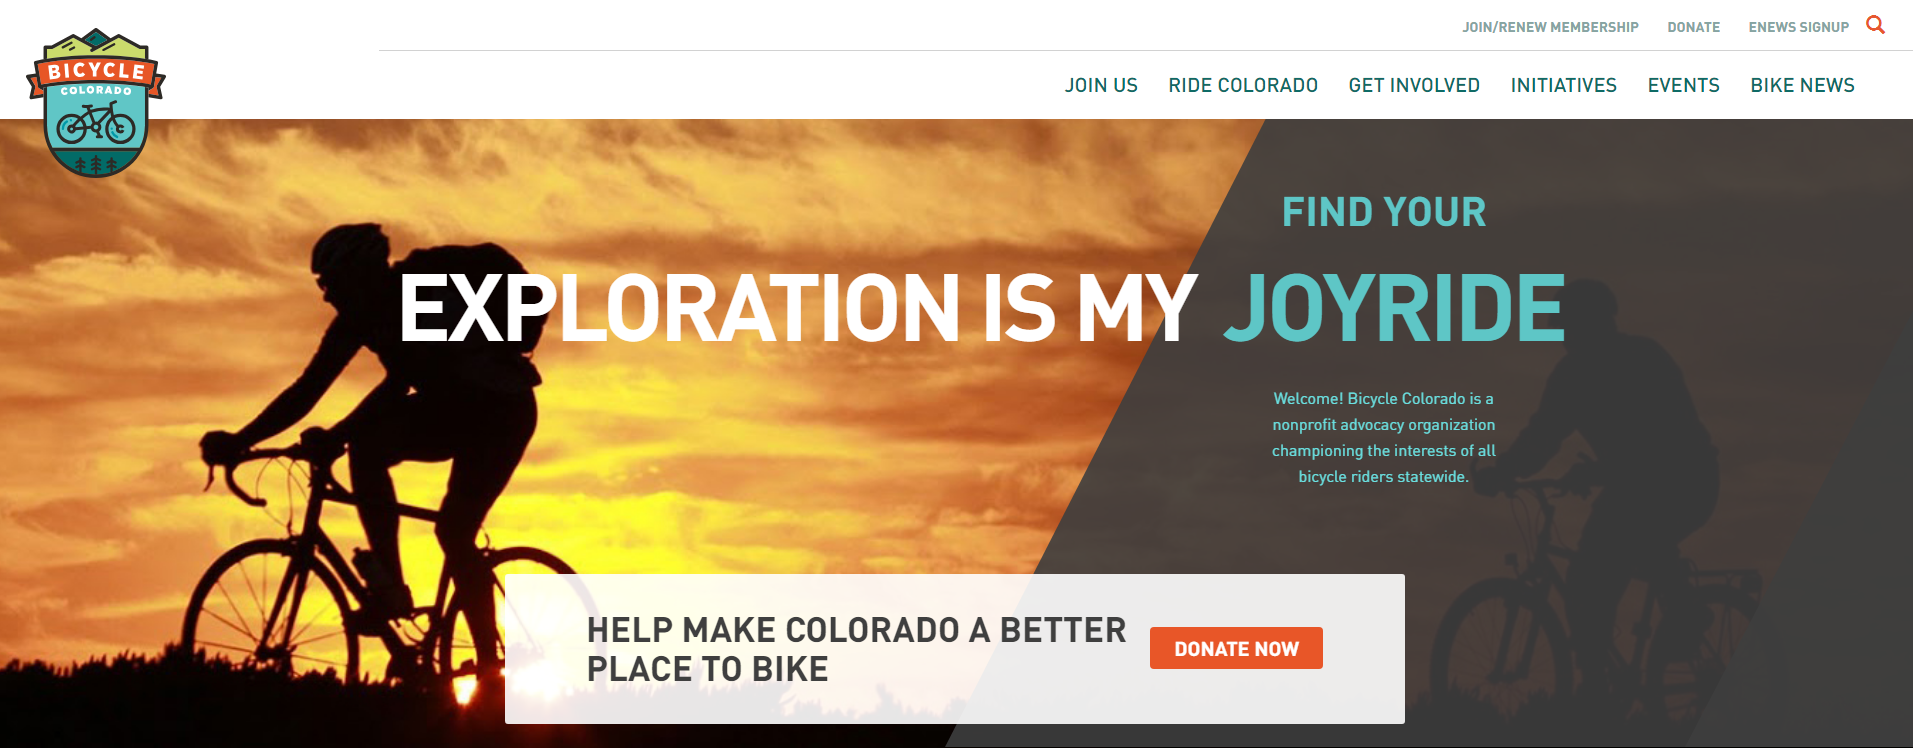 JOIN/RENEW MEMBERSHIP DONATE ENEWS SIGNUP
BICYCLE
COLORADO
JOIN US RIDE COLORADO GET INVOLVED INITIATIVES EVENTS BIKE NEWS
FIND YOUR
EXPLORATION IS MY JOYRIDE
Welcome! Bicycle Colorado is a
nonprofit advocacy organization
championing the interests of all
bicycle riders statewide.
HELP MAKE COLORADO A BETTER
PLACE TO BIKE
DONATE NOW